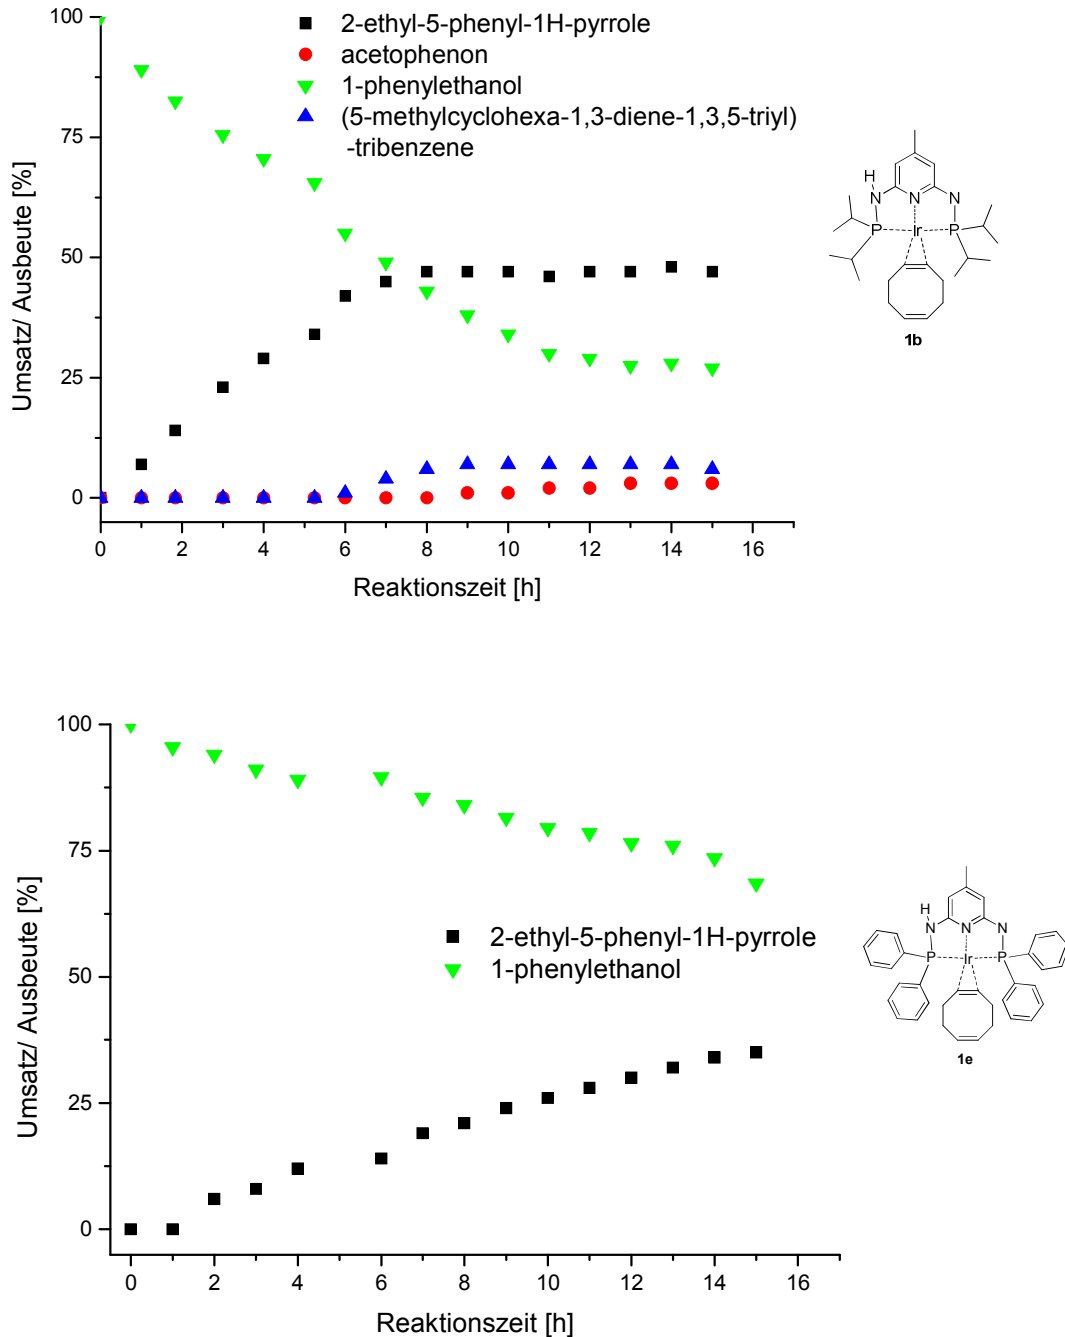 2-ethyl-5-phenyl-1H-pyrrole
acetophenon
1-phenylethanol
(5-methylcyclohexa-1,3-diene-1,3,5-triyl)
-tribenzene
Umsatz/ Ausbeute [%]
100
75
50
25
0
0 2 4 6 8 10 12 14 16
Reaktionszeit [h]
H
N N N
P Ir P
1b
Umsatz/ Ausbeute [%]
100
75
50
25
0
0 2 4 6 8 10 12 14 16
Reaktionszeit [h]
2-ethyl-5-phenyl-1H-pyrrole
1-phenylethanol
H
N N N
P Ir P
1e